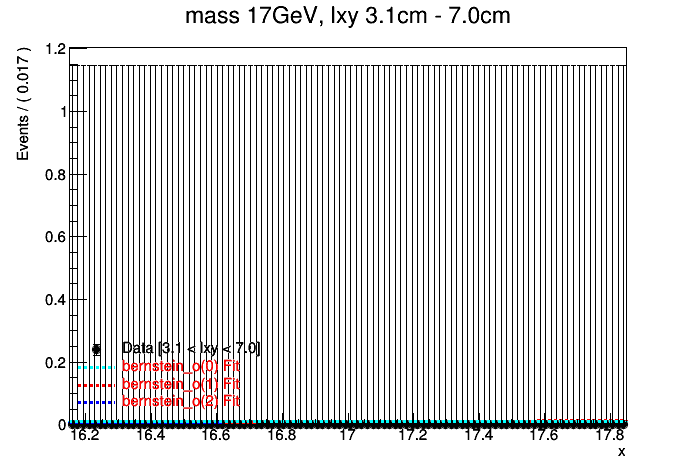 mass 17GeV, lxy 3.1cm - 7.0cm
Events / ( 0.017 )
1.2
1
0.8
0.6
0.4
0.2
0
Data [3.1 < lxy < 7.0]
bernstein_o(0) Fit
bernstein_o(1) Fit
bernstein_o(2) Fit
16.2 16.4 16.6 16.8 17 17.2 17.4 17.6 17.8
x